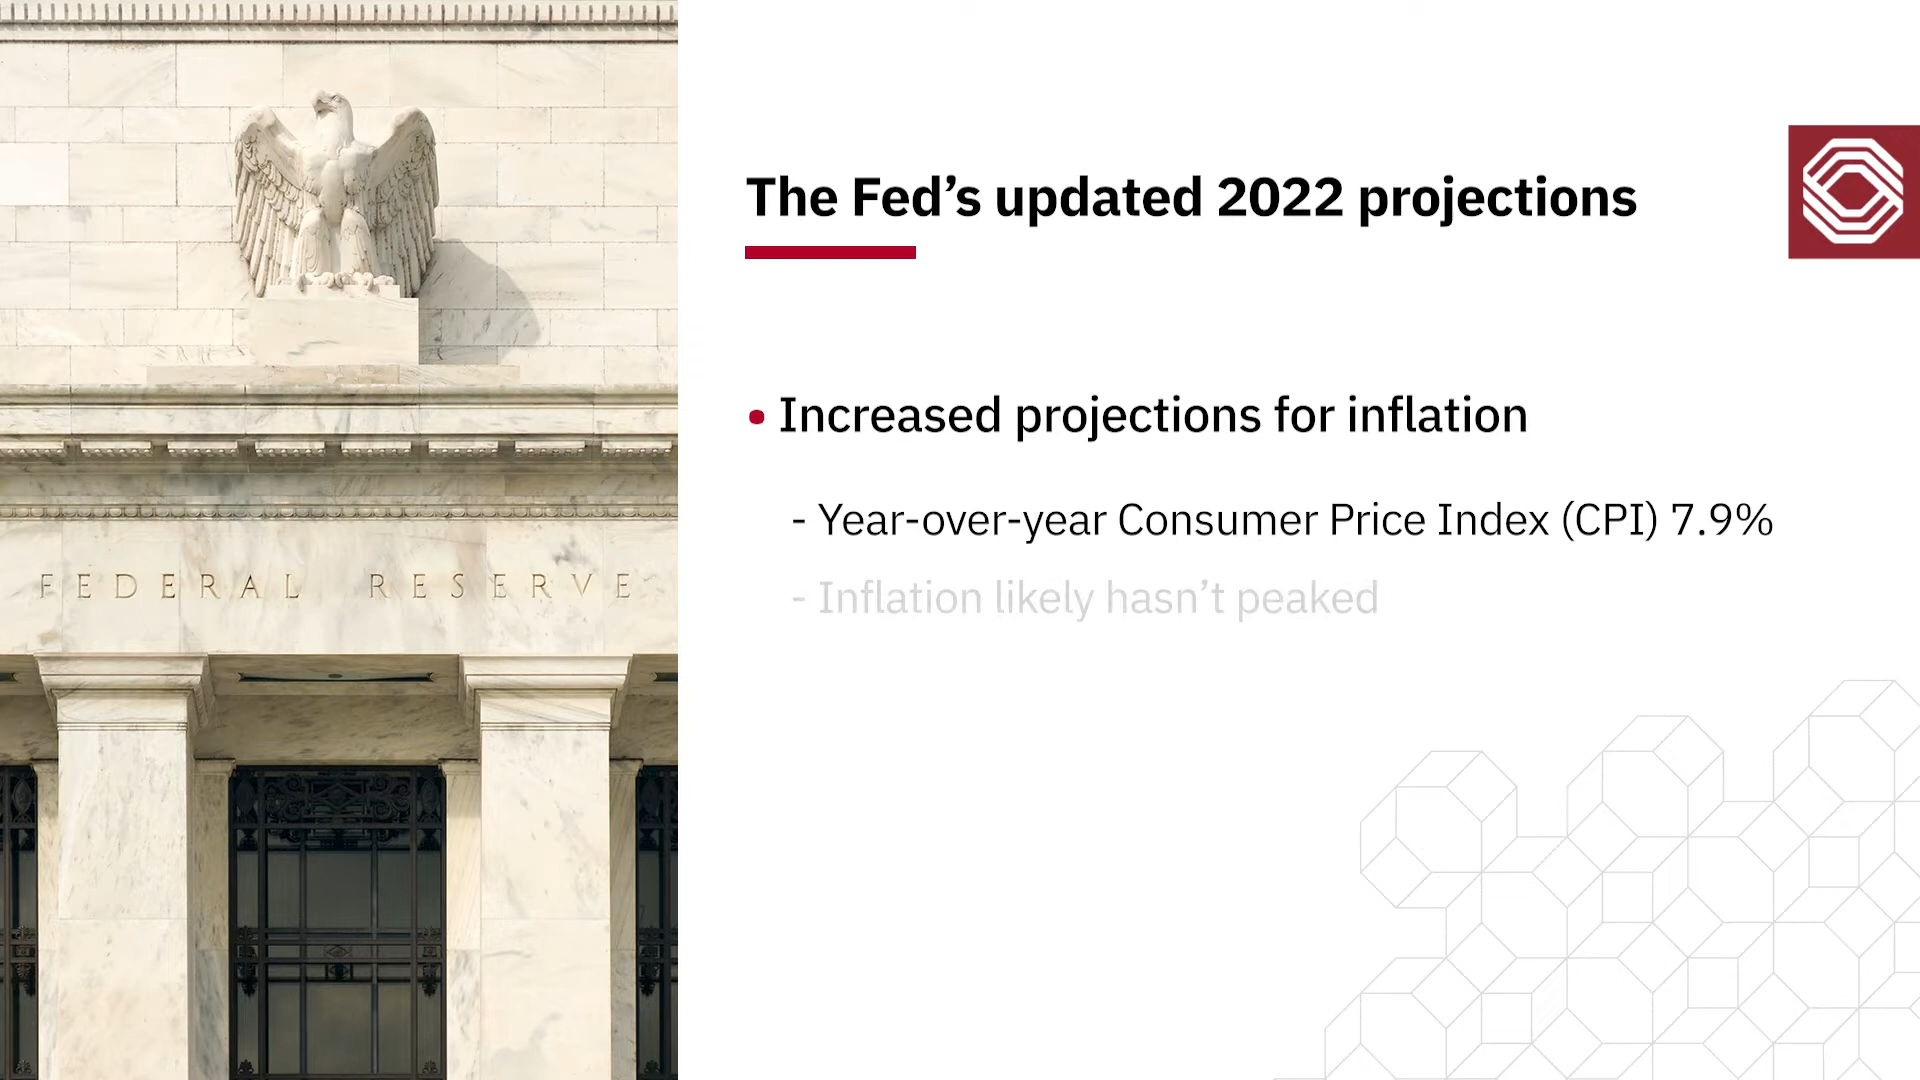 FEDERAL RESERVE
The Fed’s updated 2022 projections
• Increased projections for inflation
- Year-over-year Consumer Price Index (CPI) 7.9%
- Inflation likely hasn’t peaked